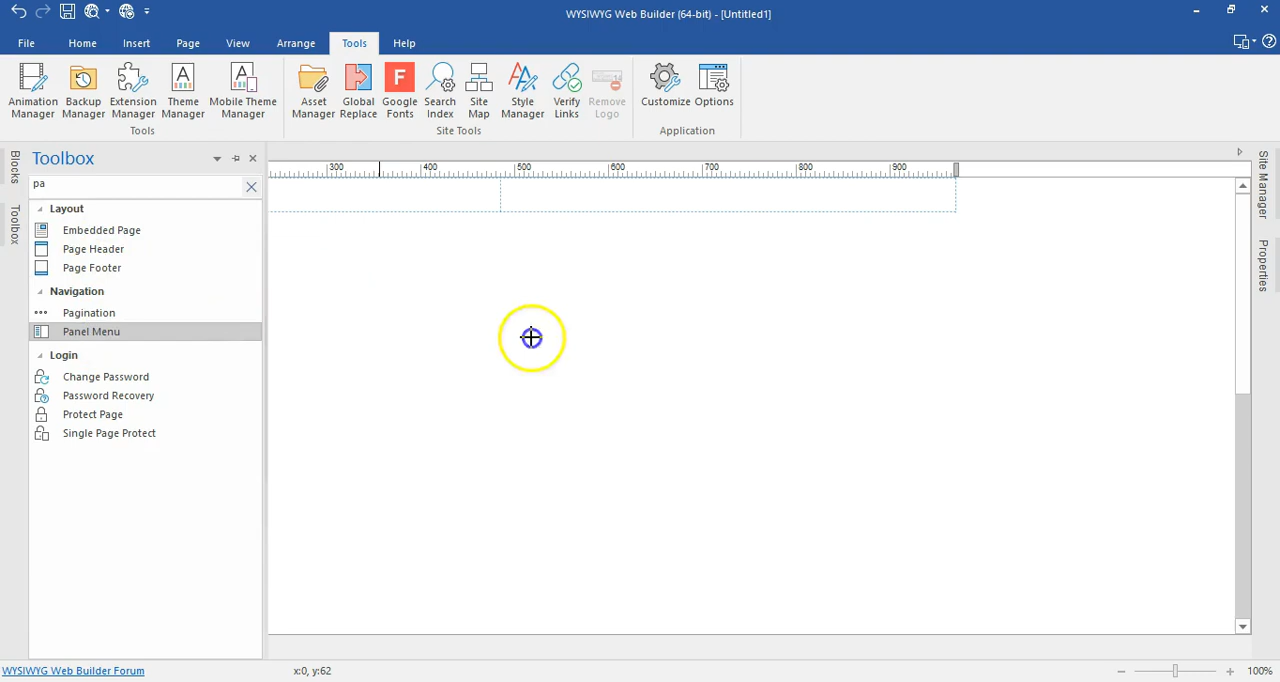 WYSIWYG Web Builder (64-bit) - [Untitled1]
File Home Insert Page View Arrange Tools Help
Animation Manager
Backup Manager
Extension Manager
Theme Manager
Mobile Theme Manager
Tools
Asset Manager
Global Replace
Google Fonts
Search Index
Site Map
Style Manager
Verify Links
Remove Logo
Site Tools
Customize
Options
Application
Blocks
Toolbox
Toolbox
pa
Layout
Embedded Page
Page Header
Page Footer
Navigation
Pagination
Panel Menu
Login
Change Password
Password Recovery
Protect Page
Single Page Protect
300 400 500 600 700 800 900
Site Manager
Properties
WYSIWYG Web Builder Forum
x:0, y:62
100%